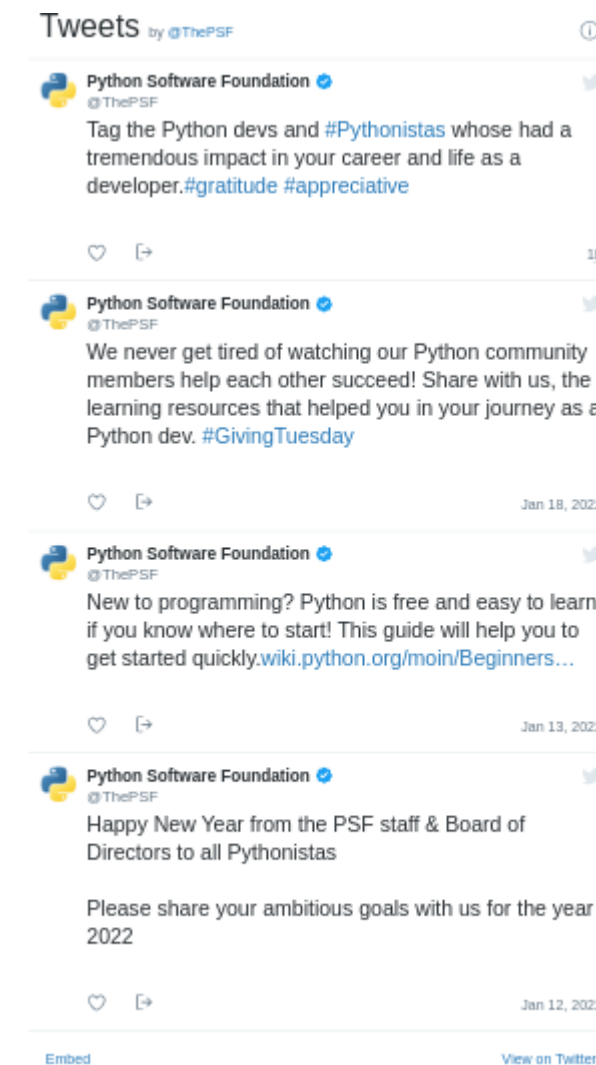 Tweets by @ThePSF
Python Software Foundation
@ThePSF
Tag the Python devs and #Pythonistas whose had a
tremendous impact in your career and life as a
developer.#gratitude #appreciative
Python Software Foundation
@ThePSF
We never get tired of watching our Python community
members help each other succeed! Share with us, the
learning resources that helped you in your journey as a
Python dev. #GivingTuesday
Jan 18, 202
Python Software Foundation
@ThePSF
New to programming? Python is free and easy to learn
if you know where to start! This guide will help you to
get started quickly.wiki.python.org/moin/Beginners…
Jan 13, 202
Python Software Foundation
@ThePSF
Happy New Year from the PSF staff & Board of
Directors to all Pythonistas
Please share your ambitious goals with us for the year
2022
Jan 12, 202
Embed
View on Twitter